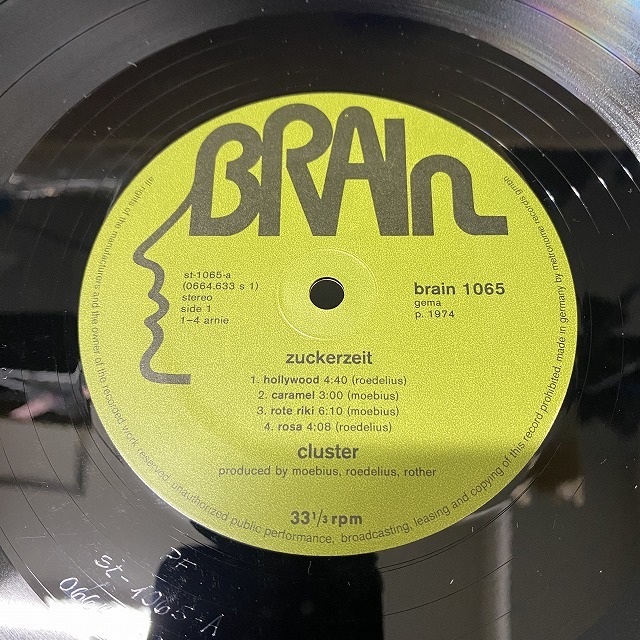 BRAIn
st-1065-a
(0664.633 s 1)
stereo
side 1
1–4 arnie
brain 1065
gema
p. 1974
zuckerzeit
1. hollywood 4:40 (roedelius)
2. caramel 3:00 (moebius)
3. rote riki 6:10 (moebius)
4. rosa 4:08 (roedelius)
cluster
produced by moebius, roedelius, rother
33 1/3 rpm
all rights of the manufacturers and the owner of the recorded work reserved. unauthorized public performance, broadcasting, leasing and copying of this record prohibited. made in germany by metronome records gmbh
PF
st-1065-A